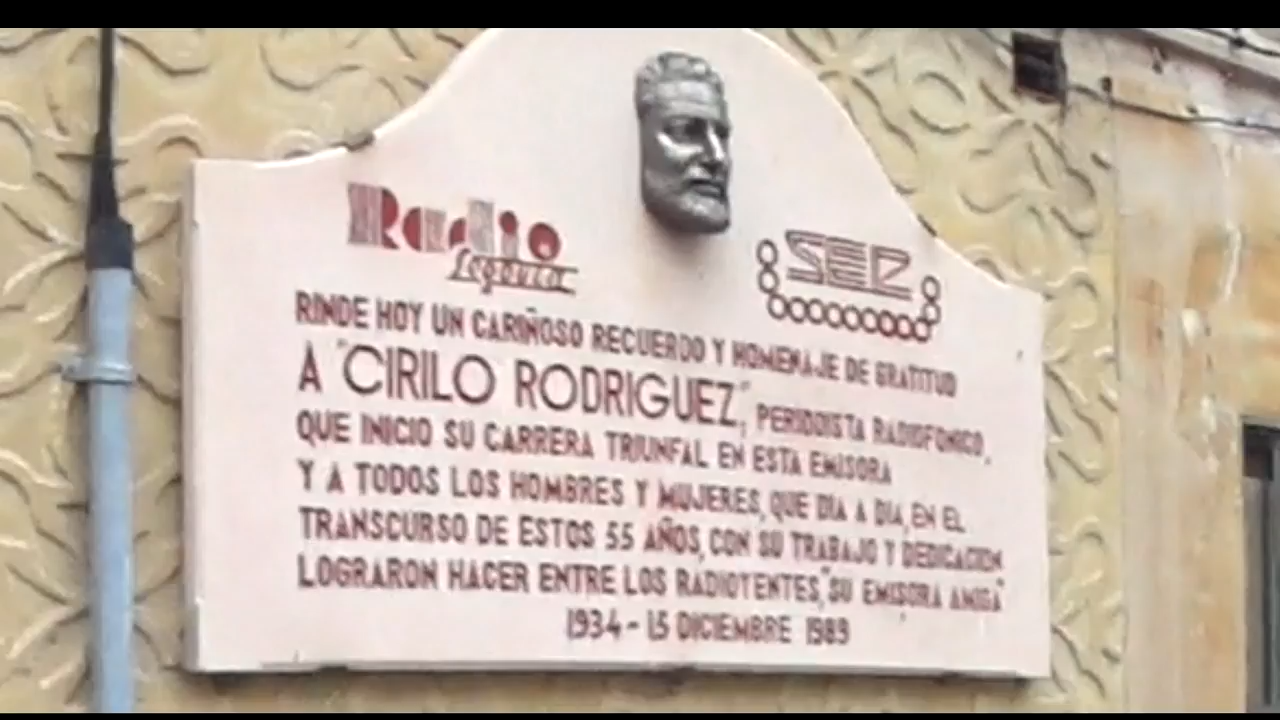 Radio
Segovia
SER
RINDE HOY UN CARIÑOSO RECUERDO Y HOMENAJE DE GRATITUD
A "CIRILO RODRIGUEZ", PERIODISTA RADIOFONICO,
QUE INICIO SU CARRERA TRIUNFAL EN ESTA EMISORA
Y A TODOS LOS HOMBRES Y MUJERES, QUE DIA A DIA, EN EL
TRANSCURSO DE ESTOS 55 AÑOS, CON SU TRABAJO Y DEDICACION
LOGRARON HACER ENTRE LOS RADIOYENTES, "SU EMISORA AMIGA"
1934 - 15 DICIEMBRE 1989